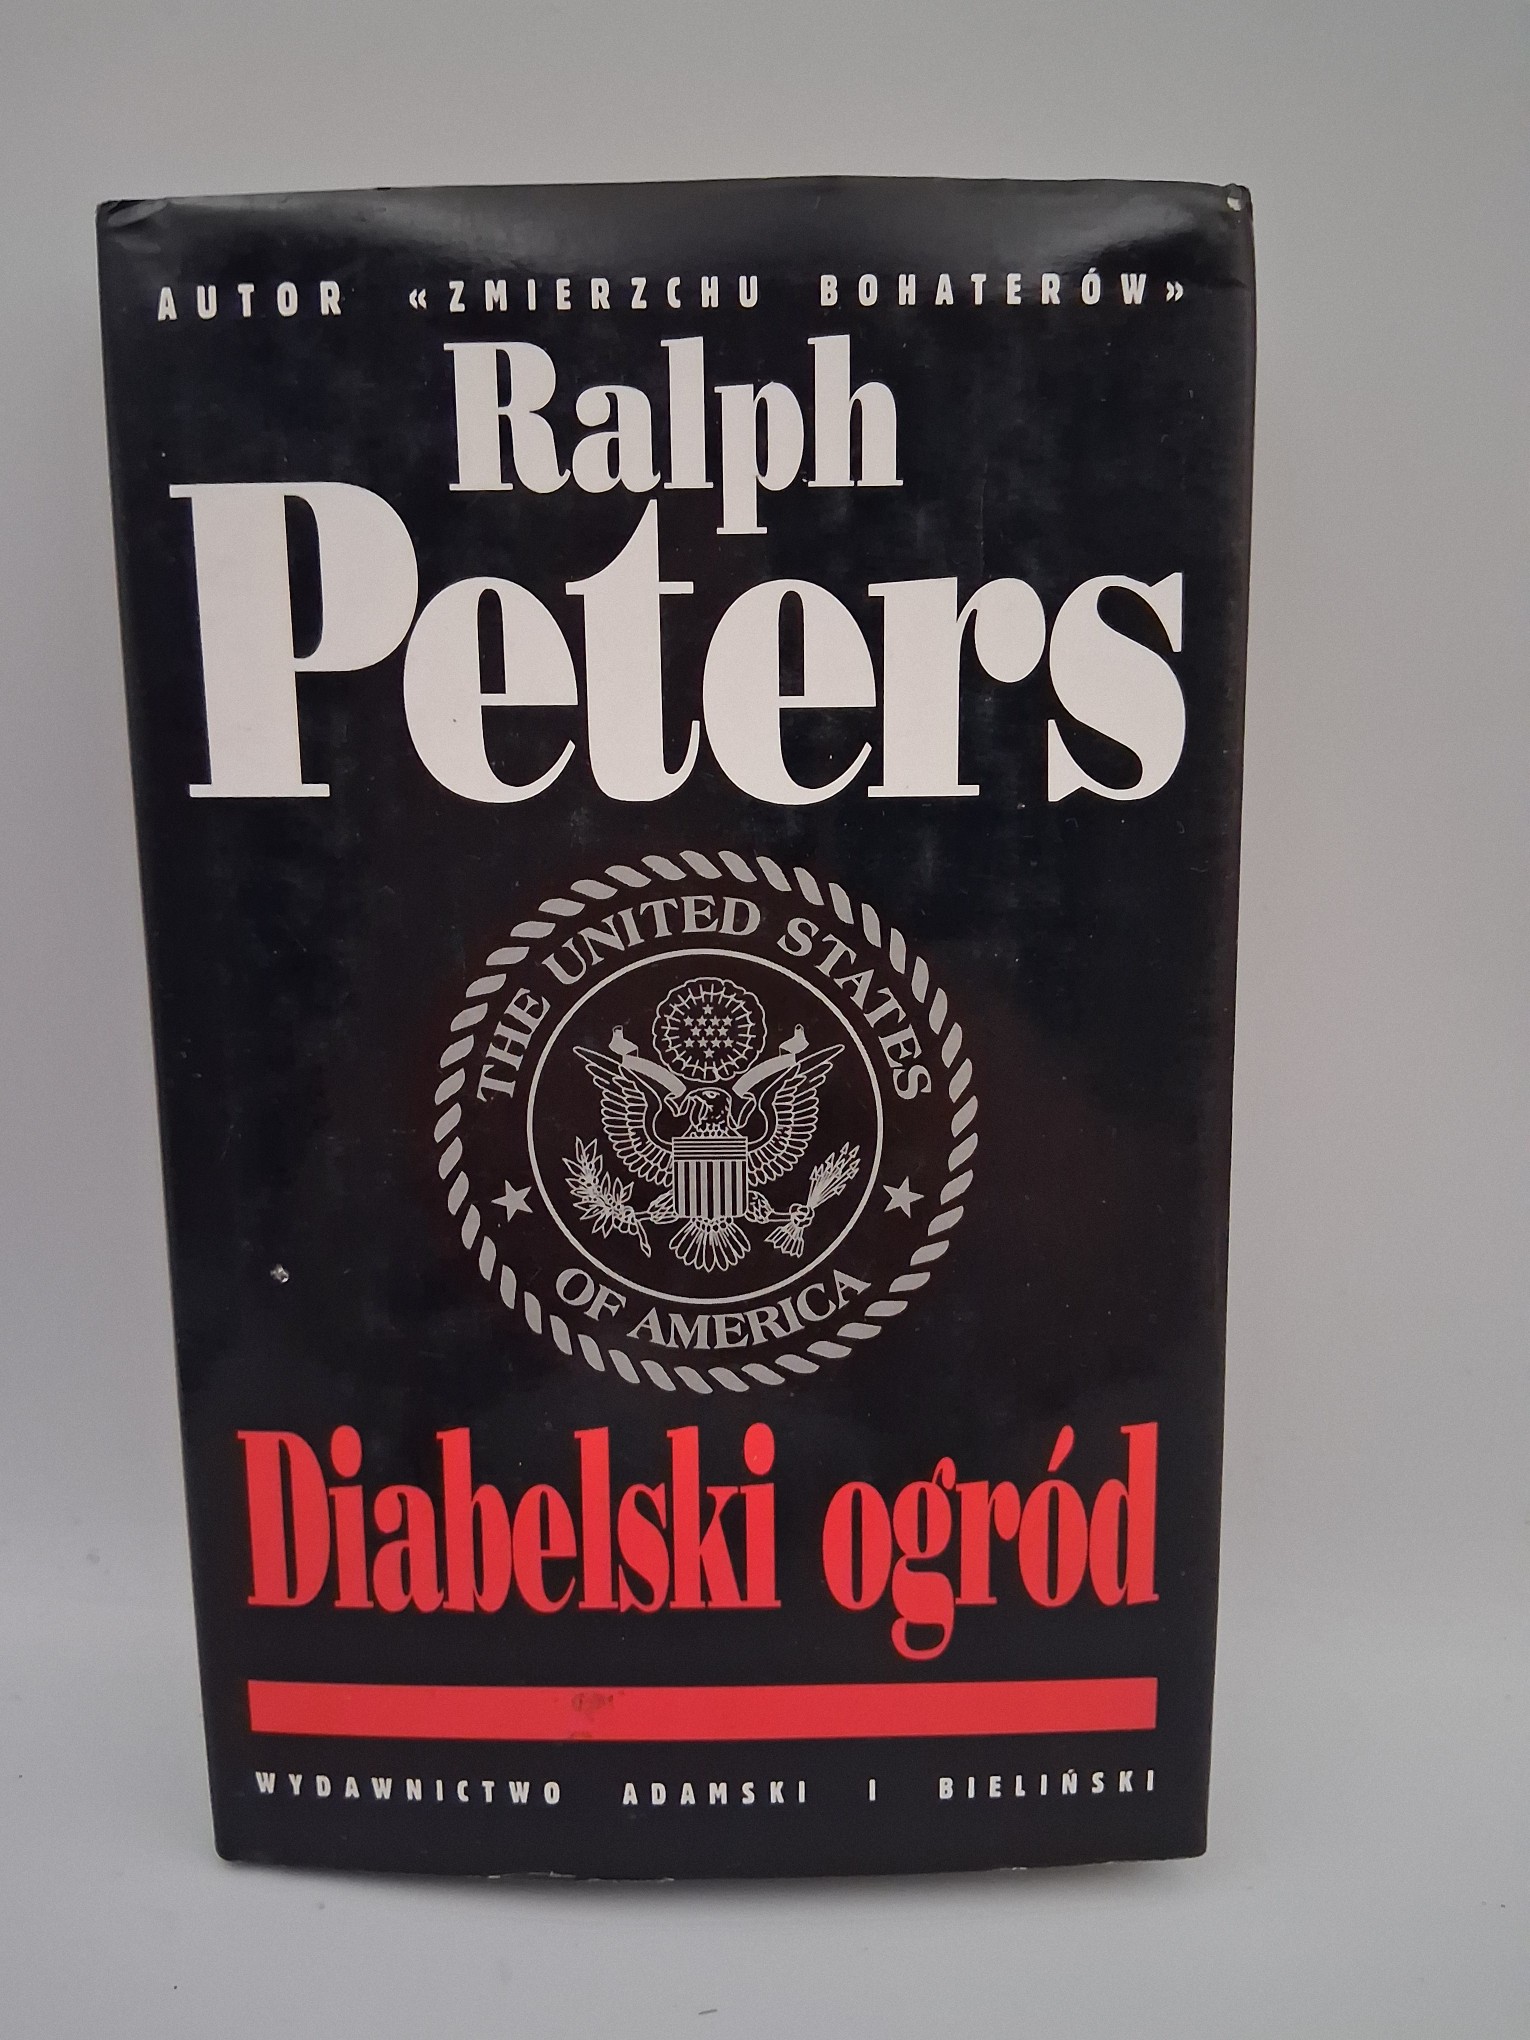 AUTOR «ZMIERZCHU BOHATERÓW»
Ralph
Peters
THE UNITED STATES
OF AMERICA
Diabelski ogród
WYDAWNICTWO ADAMSKI I BIELIŃSKI